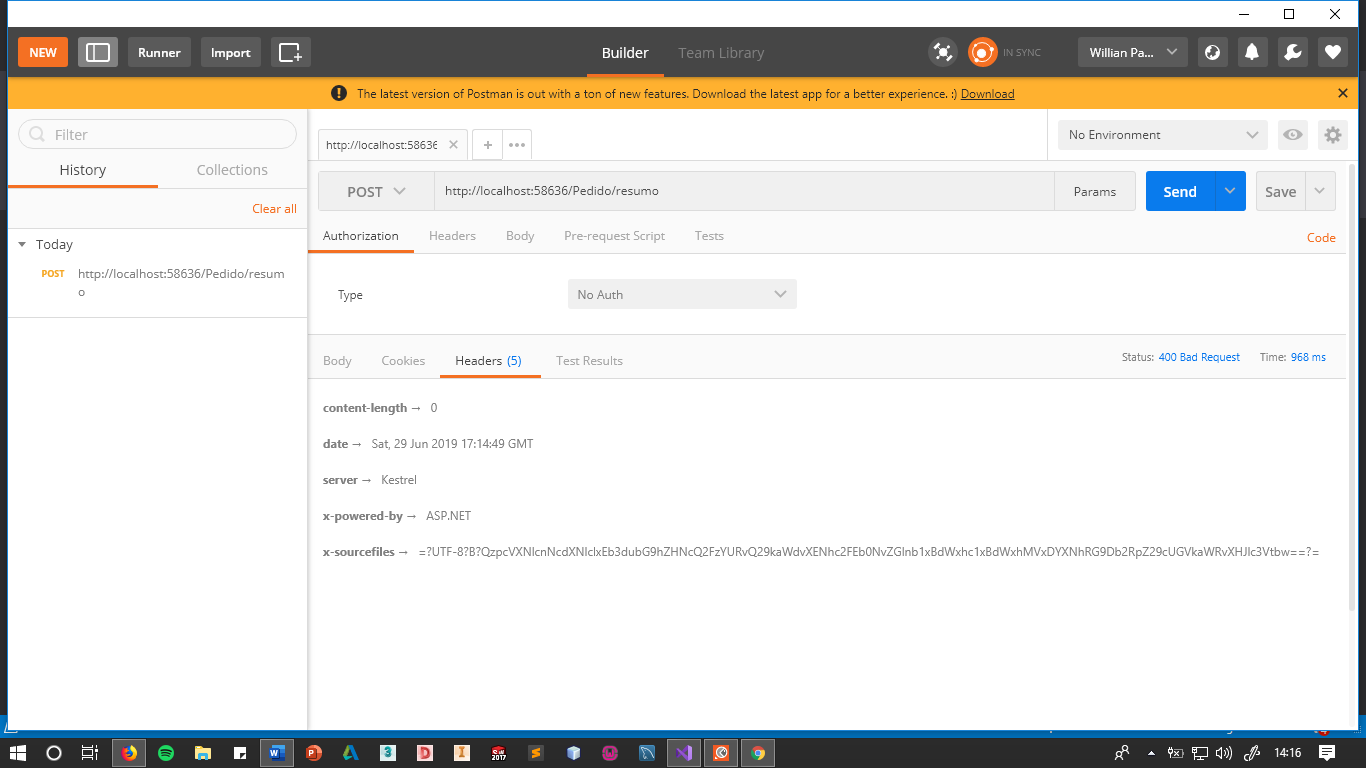 NEW
Runner
Import
Builder
Team Library
IN SYNC
Willian Pa...
The latest version of Postman is out with a ton of new features. Download the latest app for a better experience. :) Download
Filter
History
Collections
Clear all
Today
POST http://localhost:58636/Pedido/resum
o
http://localhost:58636
No Environment
POST
http://localhost:58636/Pedido/resumo
Params
Send
Save
Authorization
Headers
Body
Pre-request Script
Tests
Code
Type
No Auth
Body
Cookies
Headers (5)
Test Results
Status: 400 Bad Request
Time: 968 ms
content-length → 0
date → Sat, 29 Jun 2019 17:14:49 GMT
server → Kestrel
x-powered-by → ASP.NET
x-sourcefiles →
14:16